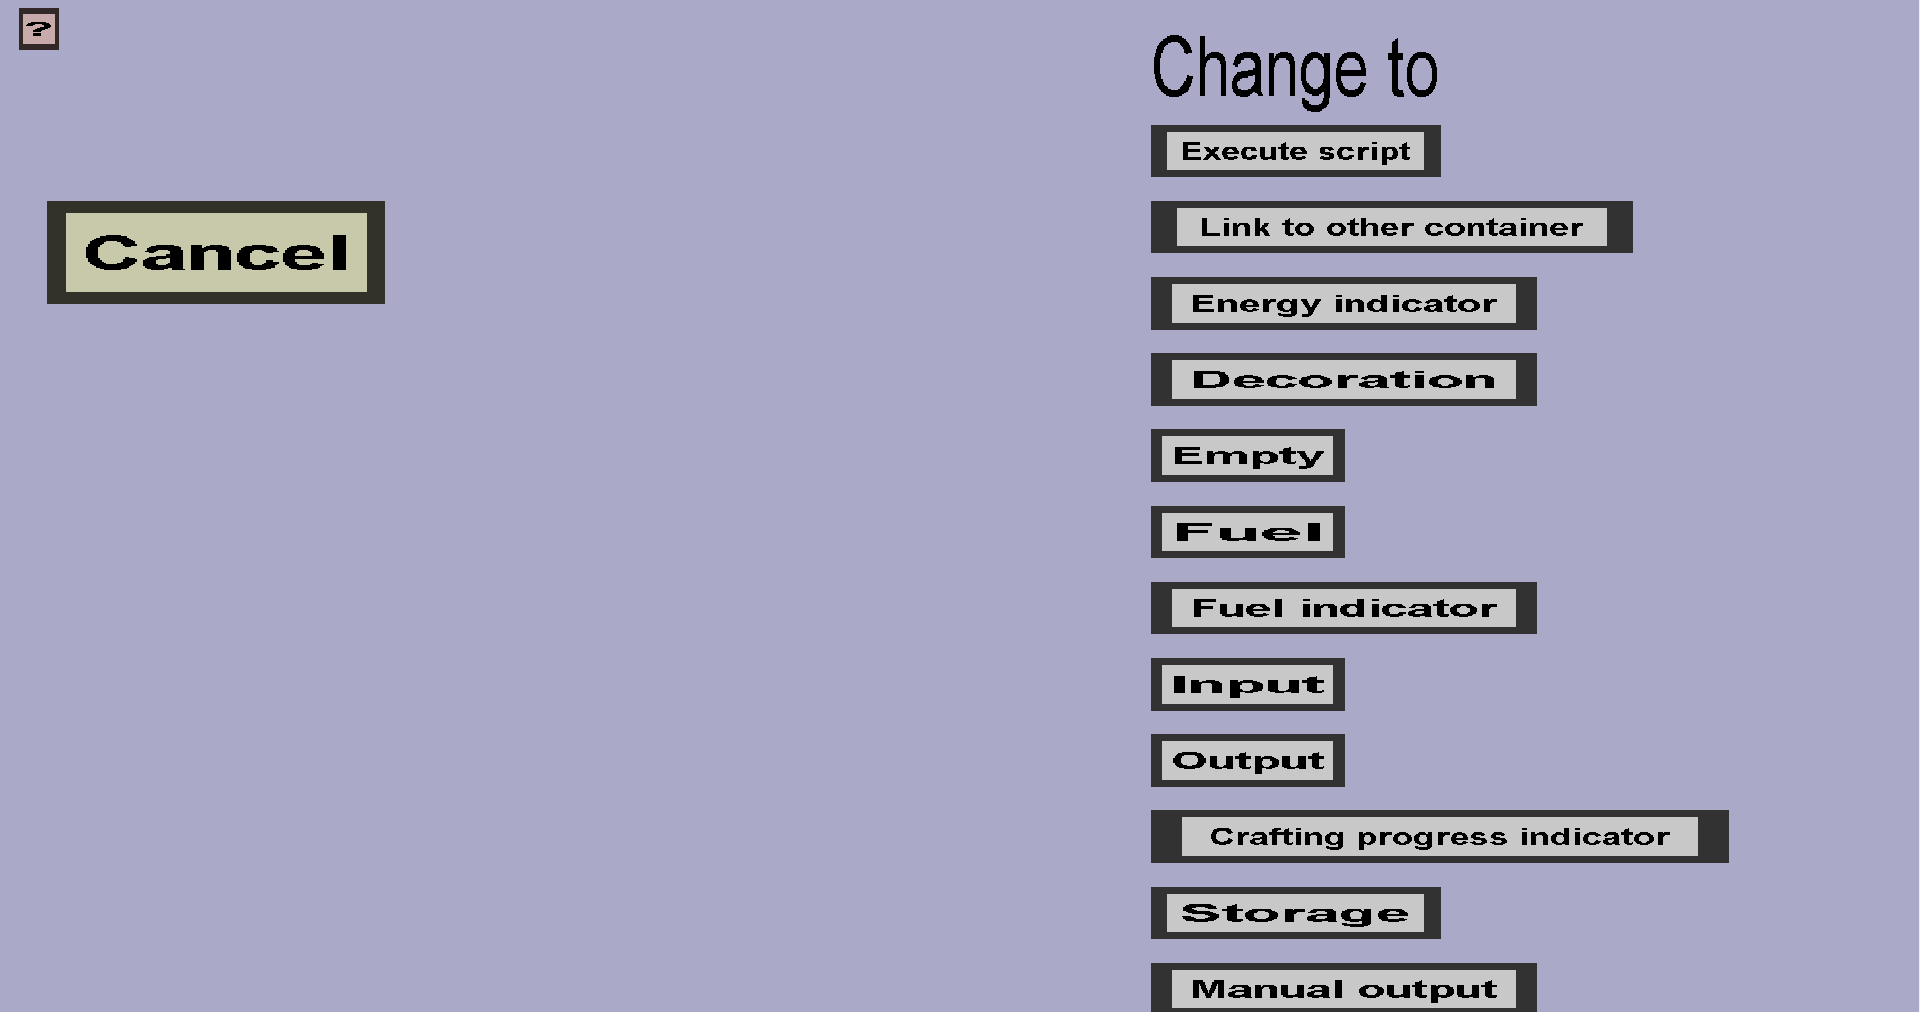 ?
Change to
Execute script
Link to other container
Cancel
Energy indicator
Decoration
Empty
Fuel
Fuel indicator
Input
Output
Crafting progress indicator
Storage
Manual output